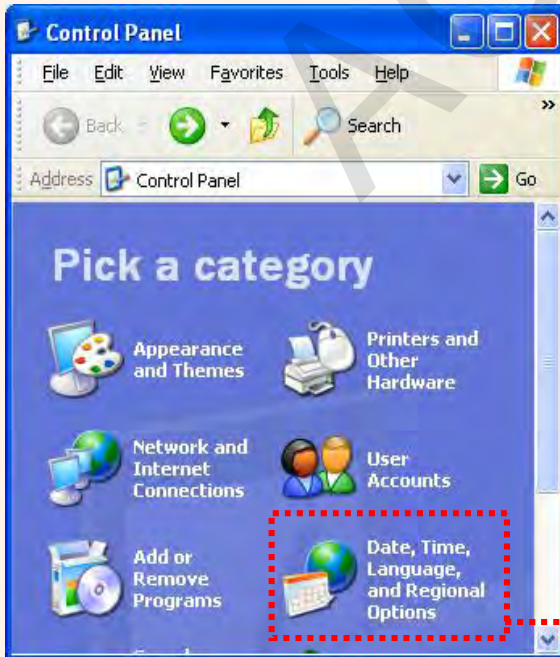 Control Panel
File Edit View Favorites Tools Help
Back Search »
Address Control Panel Go
Pick a category
Appearance
and Themes
Printers and
Other
Hardware
Network and
Internet
Connections
User
Accounts
Add or
Remove
Programs
Date, Time,
Language,
and Regional
Options